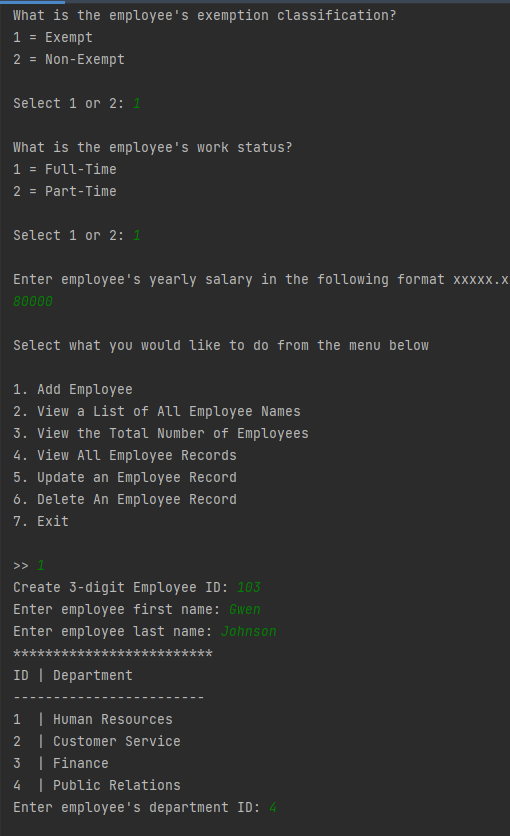 What is the employee's exemption classification?
1 = Exempt
2 = Non-Exempt
Select 1 or 2: 1
What is the employee's work status?
1 = Full-Time
2 = Part-Time
Select 1 or 2: 1
Enter employee's yearly salary in the following format xxxxx.x
80000
Select what you would like to do from the menu below
1. Add Employee
2. View a List of All Employee Names
3. View the Total Number of Employees
4. View All Employee Records
5. Update an Employee Record
6. Delete An Employee Record
7. Exit
>> 1
Create 3-digit Employee ID: 103
Enter employee first name: Gwen
Enter employee last name: Johnson
*************************
ID | Department
------------------------
1  | Human Resources
2  | Customer Service
3  | Finance
4  | Public Relations
Enter employee's department ID: 4